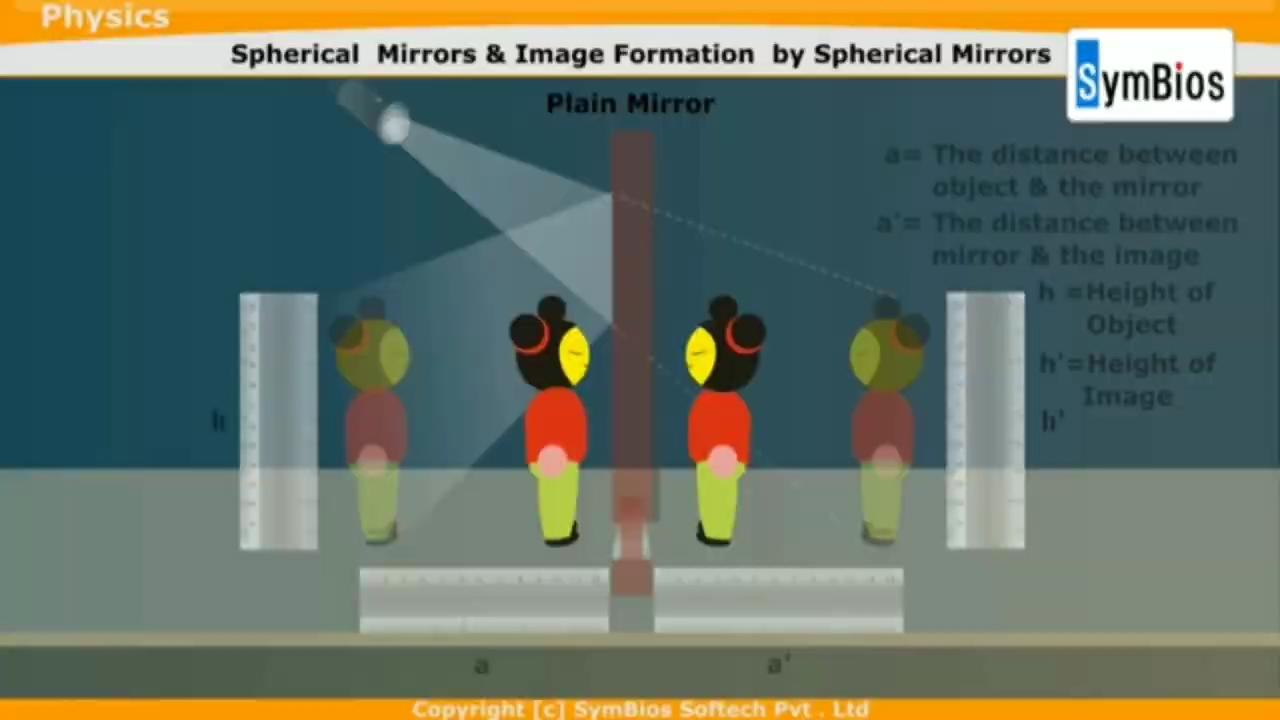 Physics
Spherical Mirrors & Image Formation by Spherical Mirrors
SymBios
Plain Mirror
a= The distance between
object & the mirror
a'= The distance between
mirror & the image
h =Height of
Object
h'=Height of
Image
h
h'
a
a'
Copyright [c] SymBios Softech Pvt . Ltd